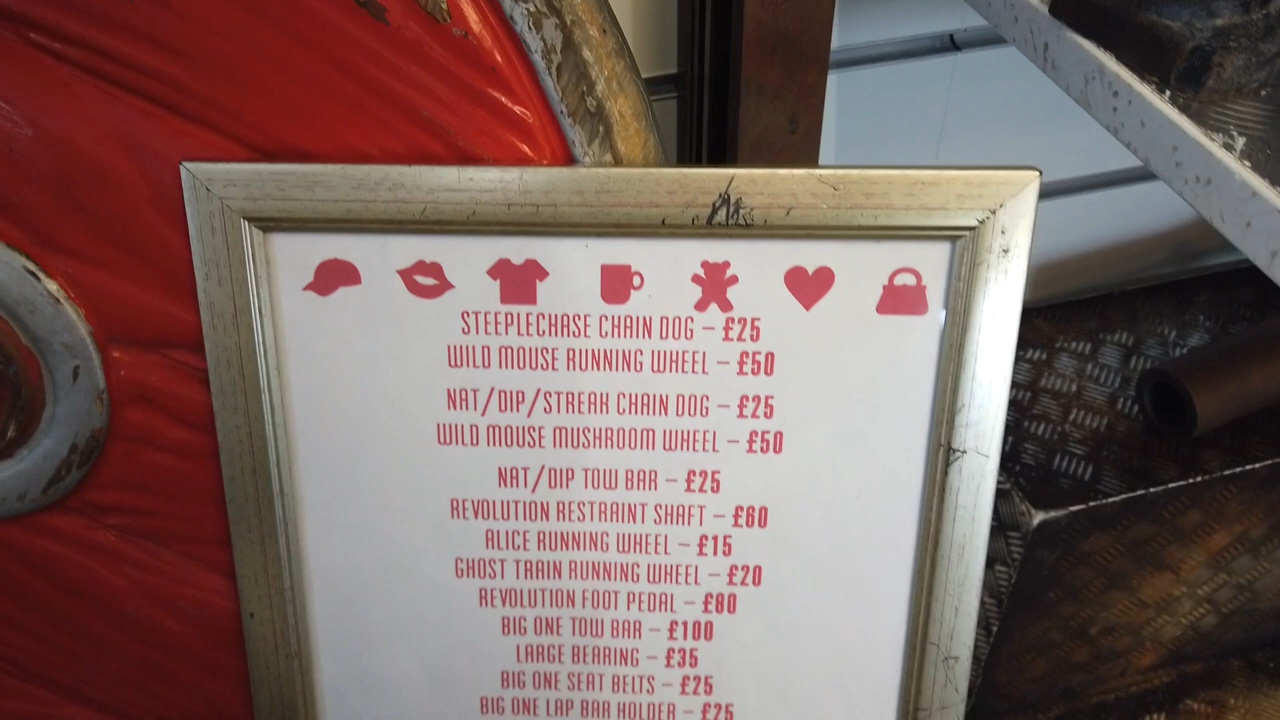 STEEPLECHASE CHAIN DOG – £25
WILD MOUSE RUNNING WHEEL – £50
NAT/DIP/STREAK CHAIN DOG – £25
WILD MOUSE MUSHROOM WHEEL – £50
NAT/DIP TOW BAR – £25
REVOLUTION RESTRAINT SHAFT – £60
ALICE RUNNING WHEEL – £15
GHOST TRAIN RUNNING WHEEL – £20
REVOLUTION FOOT PEDAL – £80
BIG ONE TOW BAR – £100
LARGE BEARING – £35
BIG ONE SEAT BELTS – £25
BIG ONE LAP BAR HOLDER – £25